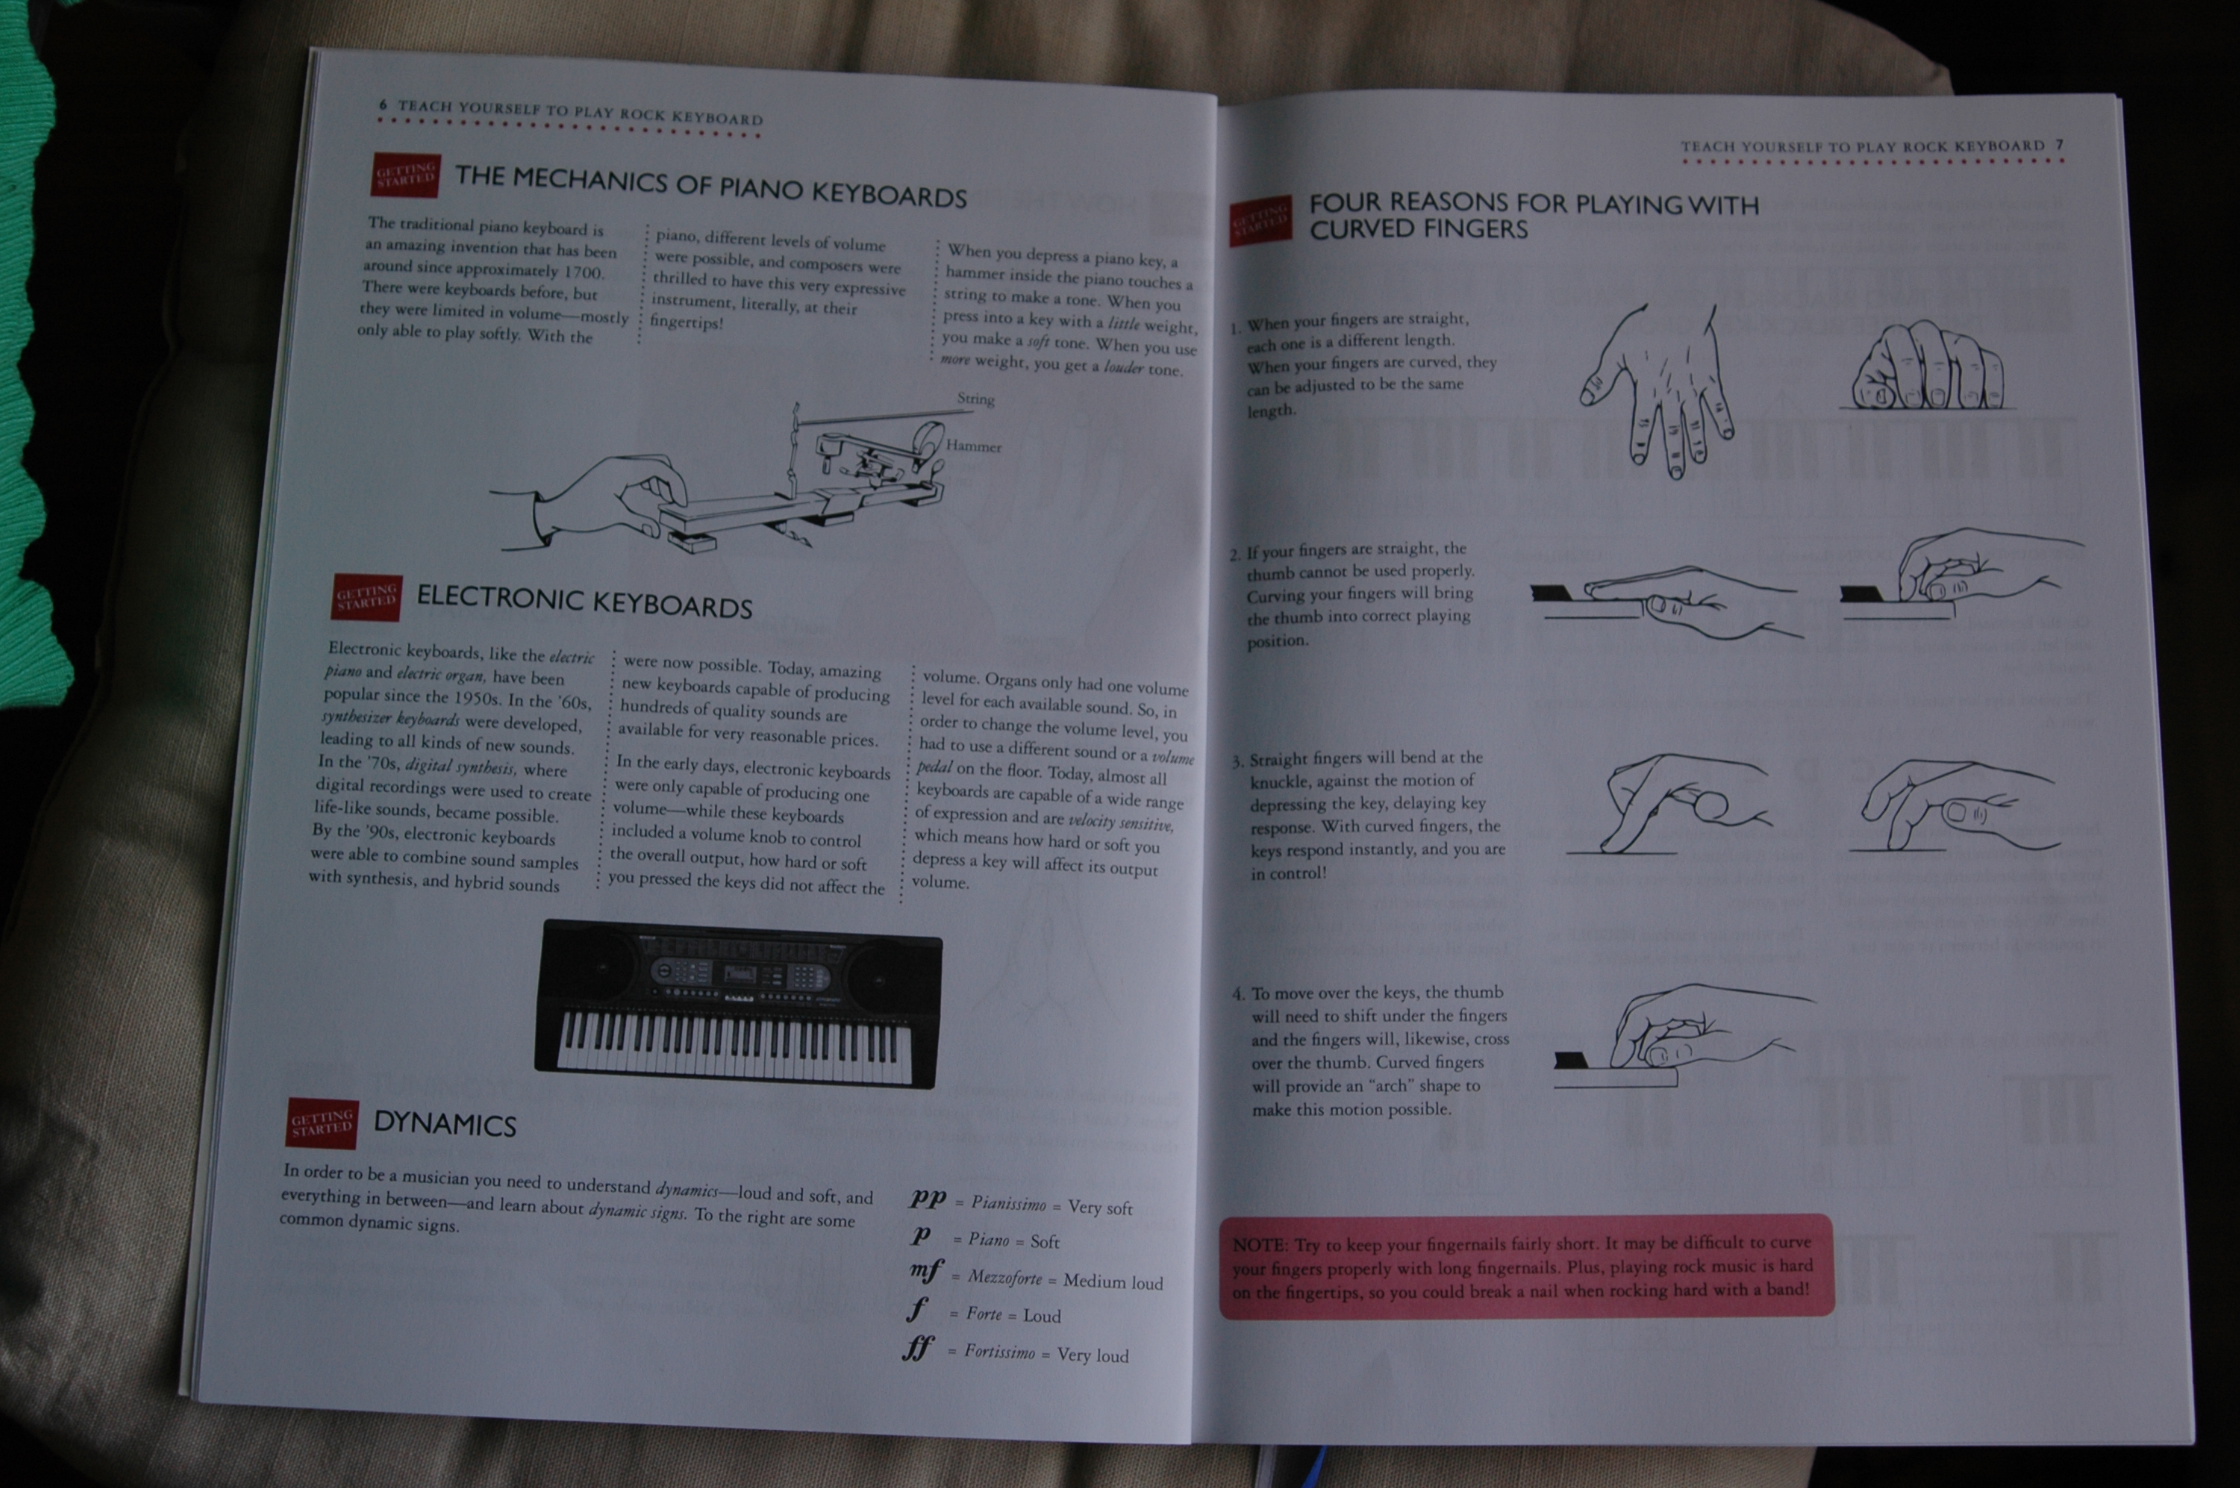 6 TEACH YOURSELF TO PLAY ROCK KEYBOARD
GETTING
STARTED
THE MECHANICS OF PIANO KEYBOARDS
The traditional piano keyboard is
an amazing invention that has been
around since approximately 1700.
There were keyboards before, but
they were limited in volume—mostly
only able to play softly. With the
piano, different levels of volume
were possible, and composers were
thrilled to have this very expressive
instrument, literally, at their
fingertips!
When you depress a piano key, a
hammer inside the piano touches a
string to make a tone. When you
press into a key with a little weight,
you make a soft tone. When you use
more weight, you get a louder tone.
String
Hammer
GETTING
STARTED
ELECTRONIC KEYBOARDS
Electronic keyboards, like the electric
piano and electric organ, have been
popular since the 1950s. In the '60s,
synthesizer keyboards were developed,
leading to all kinds of new sounds.
In the '70s, digital synthesis, where
digital recordings were used to create
life-like sounds, became possible.
By the '90s, electronic keyboards
were able to combine sound samples
with synthesis, and hybrid sounds
were now possible. Today, amazing
new keyboards capable of producing
hundreds of quality sounds are
available for very reasonable prices.
In the early days, electronic keyboards
were only capable of producing one
volume—while these keyboards
included a volume knob to control
the overall output, how hard or soft
you pressed the keys did not affect the
volume. Organs only had one volume
level for each available sound. So, in
order to change the volume level, you
had to use a different sound or a volume
pedal on the floor. Today, almost all
keyboards are capable of a wide range
of expression and are velocity sensitive,
which means how hard or soft you
depress a key will affect its output
volume.
GETTING
STARTED
DYNAMICS
In order to be a musician you need to understand dynamics—loud and soft, and
everything in between—and learn about dynamic signs. To the right are some
common dynamic signs.
pp = Pianissimo = Very soft
p = Piano = Soft
mf = Mezzoforte = Medium loud
f = Forte = Loud
ff = Fortissimo = Very loud
TEACH YOURSELF TO PLAY ROCK KEYBOARD 7
GETTING
STARTED
FOUR REASONS FOR PLAYING WITH
CURVED FINGERS
1. When your fingers are straight,
each one is a different length.
When your fingers are curved, they
can be adjusted to be the same
length.
2. If your fingers are straight, the
thumb cannot be used properly.
Curving your fingers will bring
the thumb into correct playing
position.
3. Straight fingers will bend at the
knuckle, against the motion of
depressing the key, delaying key
response. With curved fingers, the
keys respond instantly, and you are
in control!
4. To move over the keys, the thumb
will need to shift under the fingers
and the fingers will, likewise, cross
over the thumb. Curved fingers
will provide an “arch” shape to
make this motion possible.
NOTE: Try to keep your fingernails fairly short. It may be difficult to curve
your fingers properly with long fingernails. Plus, playing rock music is hard
on the fingertips, so you could break a nail when rocking hard with a band!